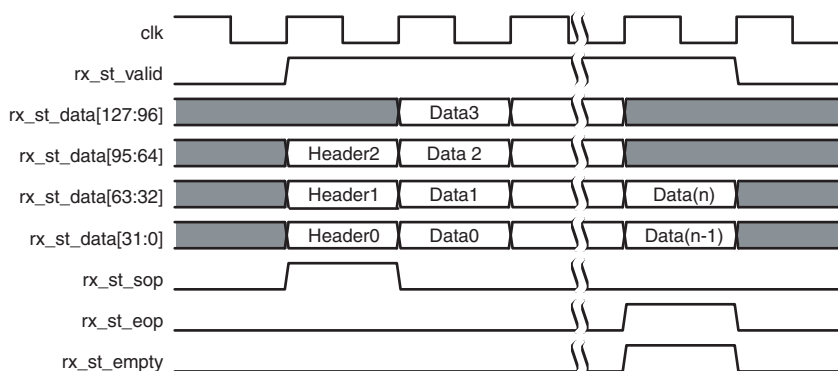 clk
rx_st_valid
rx_st_data[127:96] Data3
rx_st_data[95:64] Header2 Data 2
rx_st_data[63:32] Header1 Data1 Data(n)
rx_st_data[31:0] Header0 Data0 Data(n-1)
rx_st_sop
rx_st_eop
rx_st_empty